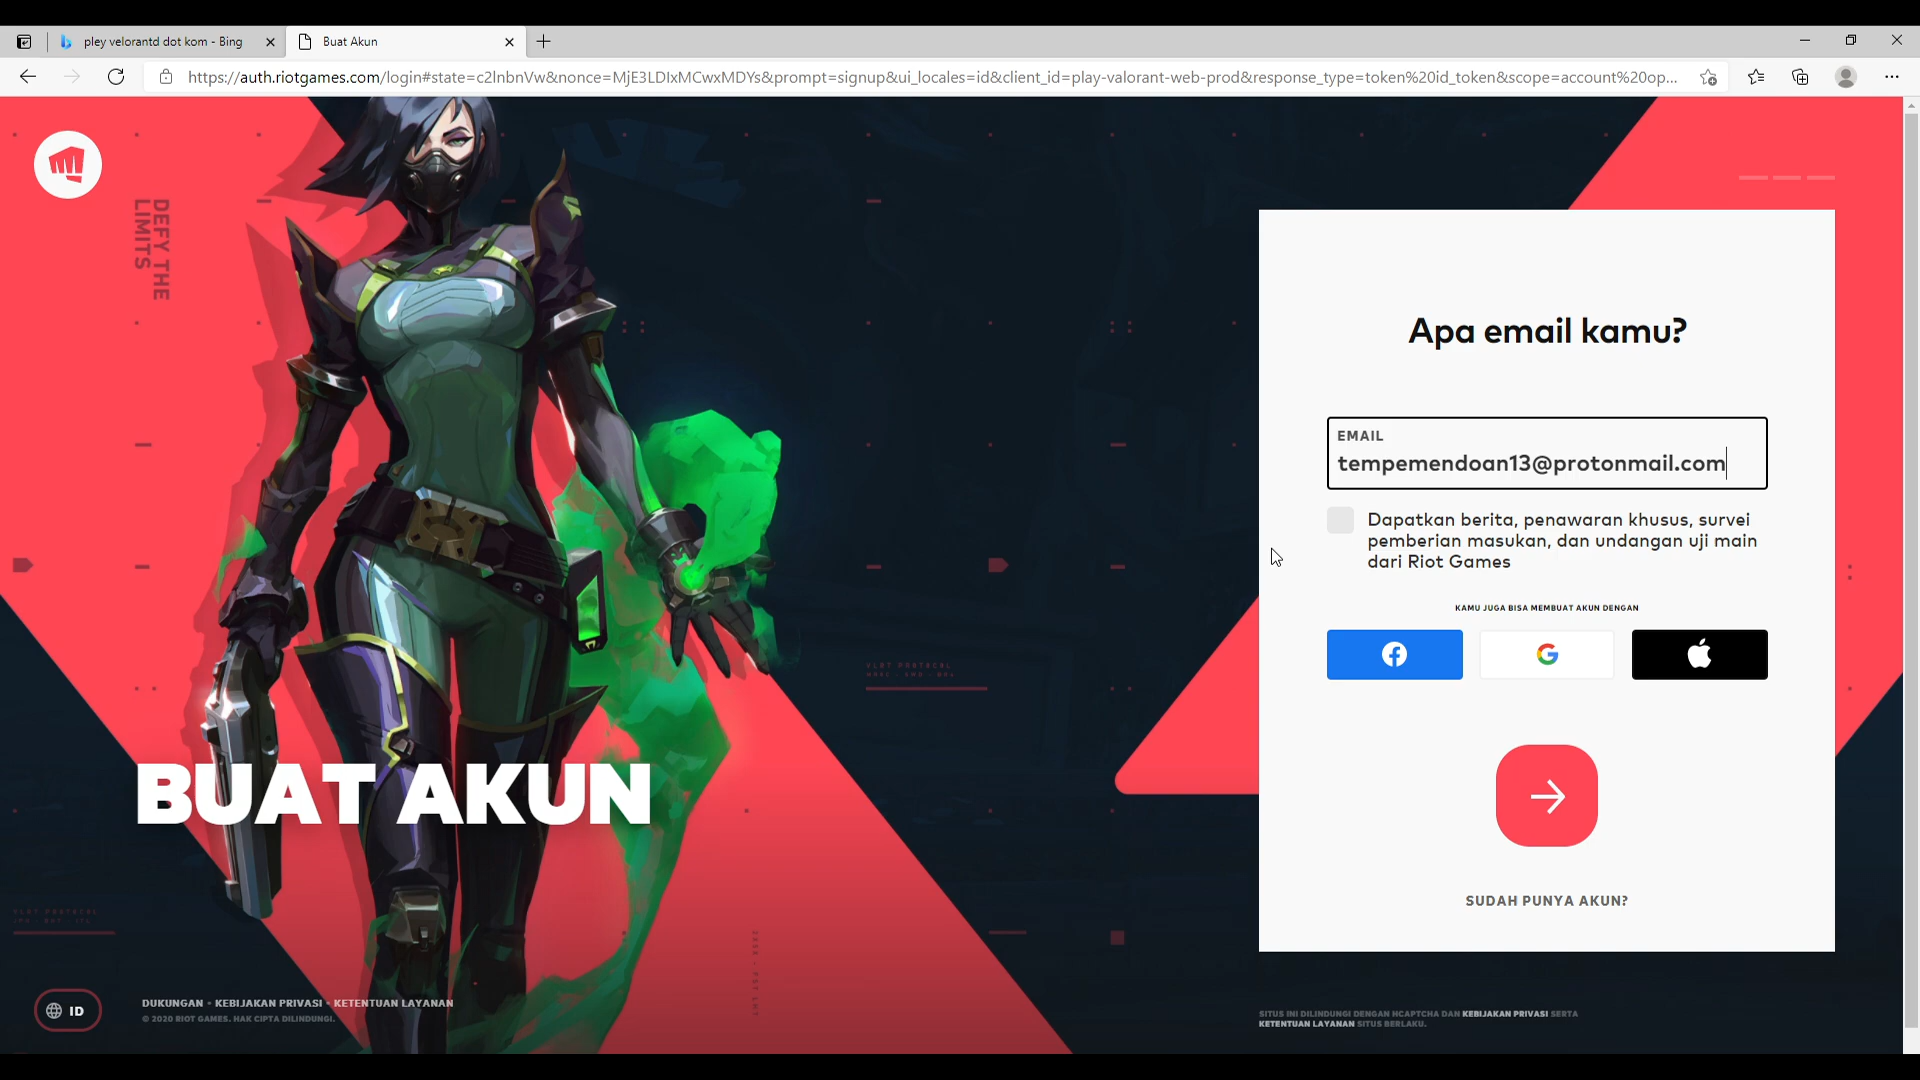 pley velorantd dot kom - Bing
Buat Akun
https://auth.riotgames.com/login#state=c2lnbnVw&nonce=MjE3LDIxMCwxMDYs&prompt=signup&ui_locales=id&client_id=play-valorant-web-prod&response_type=token%20id_token&scope=account%20op...
DEFY THE
LIMITS
Apa email kamu?
EMAIL
tempemendoan13@protonmail.com
Dapatkan berita, penawaran khusus, survei
pemberian masukan, dan undangan uji main
dari Riot Games
KAMU JUGA BISA MEMBUAT AKUN DENGAN
BUAT AKUN
SUDAH PUNYA AKUN?
ID
DUKUNGAN - KEBIJAKAN PRIVASI - KETENTUAN LAYANAN
© 2020 RIOT GAMES. HAK CIPTA DILINDUNGI.
SITUS INI DILINDUNGI DENGAN HCAPTCHA DAN KEBIJAKAN PRIVASI SERTA
KETENTUAN LAYANAN SITUS BERLAKU.